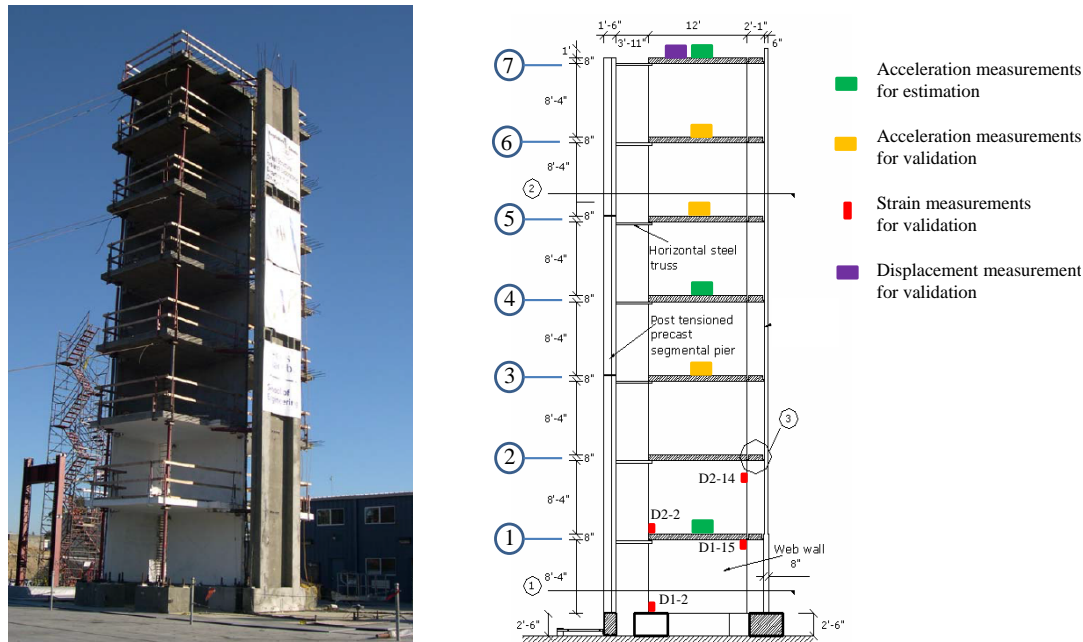 1'-6"
12'
2'-1"
3'-11"
6"
1'
7
8"
8'-4"
6
8"
8'-4"
2
5
8"
Horizontal steel
truss
8'-4"
4
8"
Post tensioned
precast
segmental pier
8'-4"
3
8"
8'-4"
3
2
8"
D2-14
8'-4"
D2-2
1
8"
D1-15
Web wall
8"
8'-4"
1
D1-2
2'-6"
2'-6"
Acceleration measurements
for estimation
Acceleration measurements
for validation
Strain measurements
for validation
Displacement measurement
for validation